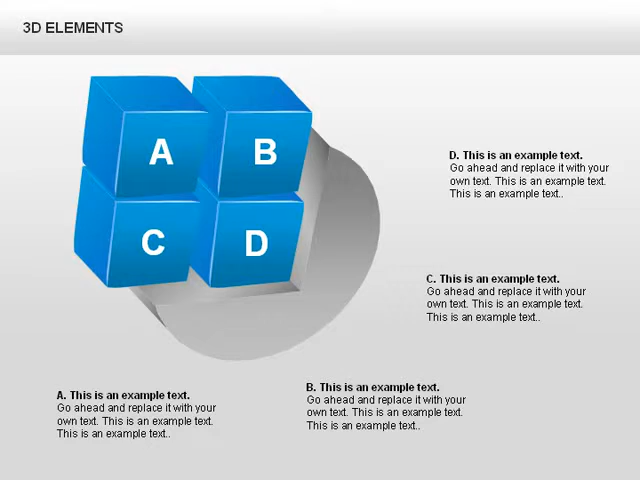 3D ELEMENTS
A
B
C
D
D. This is an example text.
Go ahead and replace it with your
own text. This is an example text.
This is an example text..
C. This is an example text.
Go ahead and replace it with your
own text. This is an example text.
This is an example text..
A. This is an example text.
Go ahead and replace it with your
own text. This is an example text.
This is an example text..
B. This is an example text.
Go ahead and replace it with your
own text. This is an example text.
This is an example text..